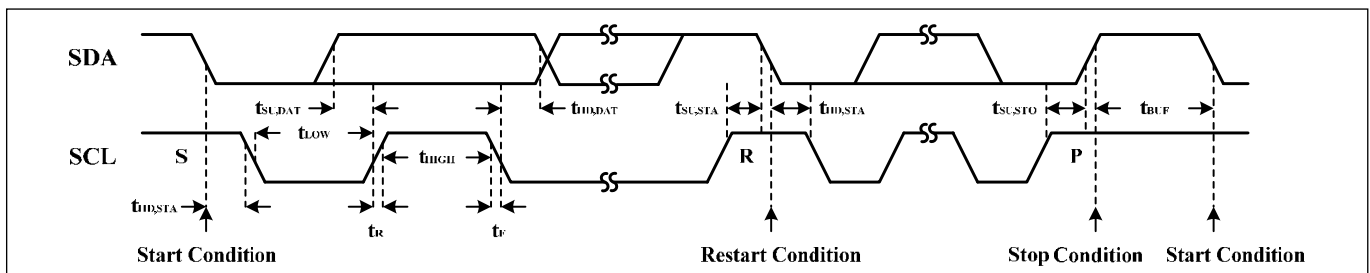 SDA
tSU,DAT tHD,DAT tSU,STA tHD,STA tSU,STO tBUF
tLOW
SCL S tHIGH R P
tHD,STA
tR tF
Start Condition Restart Condition Stop Condition Start Condition